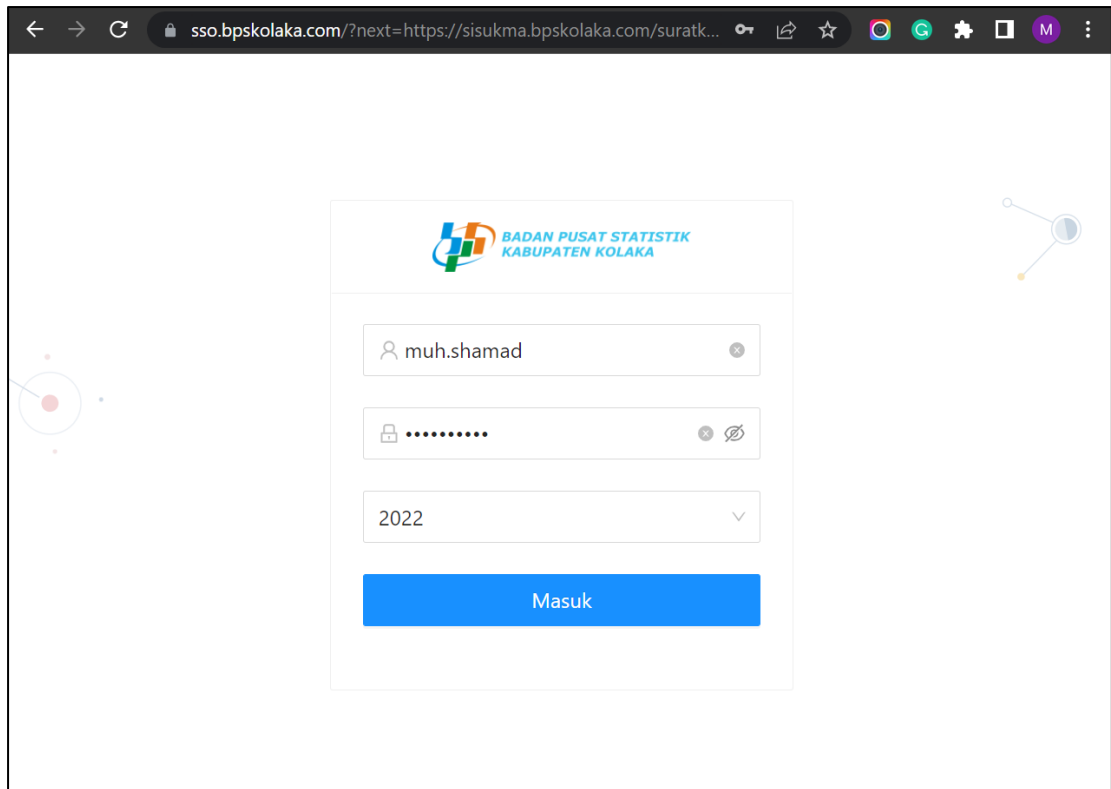 sso.bpskolaka.com/?next=https://sisukma.bpskolaka.com/suratk...
G
M
BADAN PUSAT STATISTIK
KABUPATEN KOLAKA
muh.shamad
••••••••••
2022
Masuk